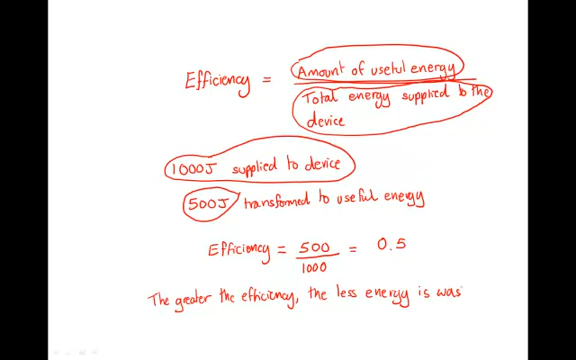 Efficiency = Amount of useful energy
Total energy supplied to the
device
1000J supplied to device
500J transformed to useful energy
Efficiency = 500 = 0.5
1000
The greater the efficiency, the less energy is was